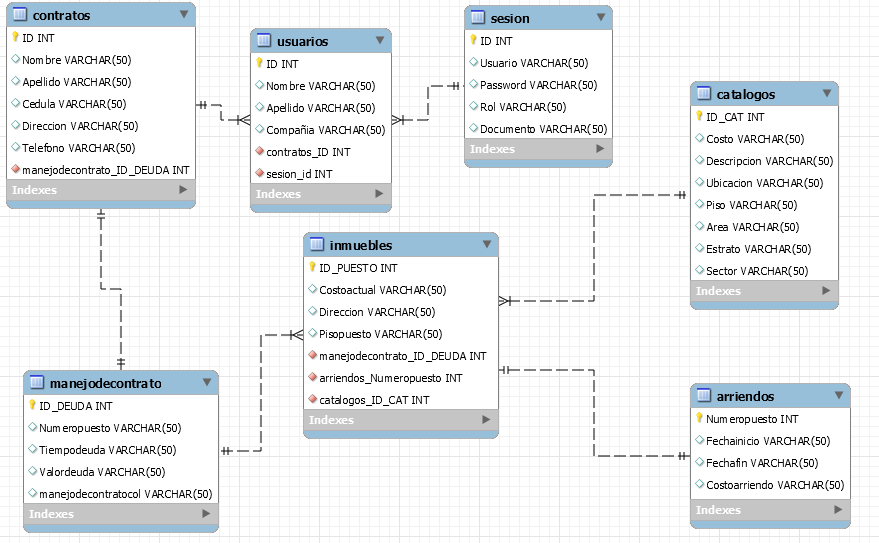 contratos
ID INT
Nombre VARCHAR(50)
Apellido VARCHAR(50)
Cedula VARCHAR(50)
Direccion VARCHAR(50)
Telefono VARCHAR(50)
manejodecontrato_ID_DEUDA INT
Indexes
usuarios
ID INT
Nombre VARCHAR(50)
Apellido VARCHAR(50)
Compañia VARCHAR(50)
contratos_ID INT
sesion_id INT
Indexes
sesion
ID INT
Usuario VARCHAR(50)
Password VARCHAR(50)
Rol VARCHAR(50)
Documento VARCHAR(50)
Indexes
catalogos
ID_CAT INT
Costo VARCHAR(50)
Descripcion VARCHAR(50)
Ubicacion VARCHAR(50)
Piso VARCHAR(50)
Area VARCHAR(50)
Estrato VARCHAR(50)
Sector VARCHAR(50)
Indexes
inmuebles
ID_PUESTO INT
Costoactual VARCHAR(50)
Direccion VARCHAR(50)
Pisopuesto VARCHAR(50)
manejodecontrato_ID_DEUDA INT
arriendos_Numeropuesto INT
catalogos_ID_CAT INT
Indexes
manejodecontrato
ID_DEUDA INT
Numeropuesto VARCHAR(50)
Tiempodeuda VARCHAR(50)
Valordeuda VARCHAR(50)
manejodecontratocol VARCHAR(50)
Indexes
arriendos
Numeropuesto INT
Fechainicio VARCHAR(50)
Fechafin VARCHAR(50)
Costoarriendo VARCHAR(50)
Indexes